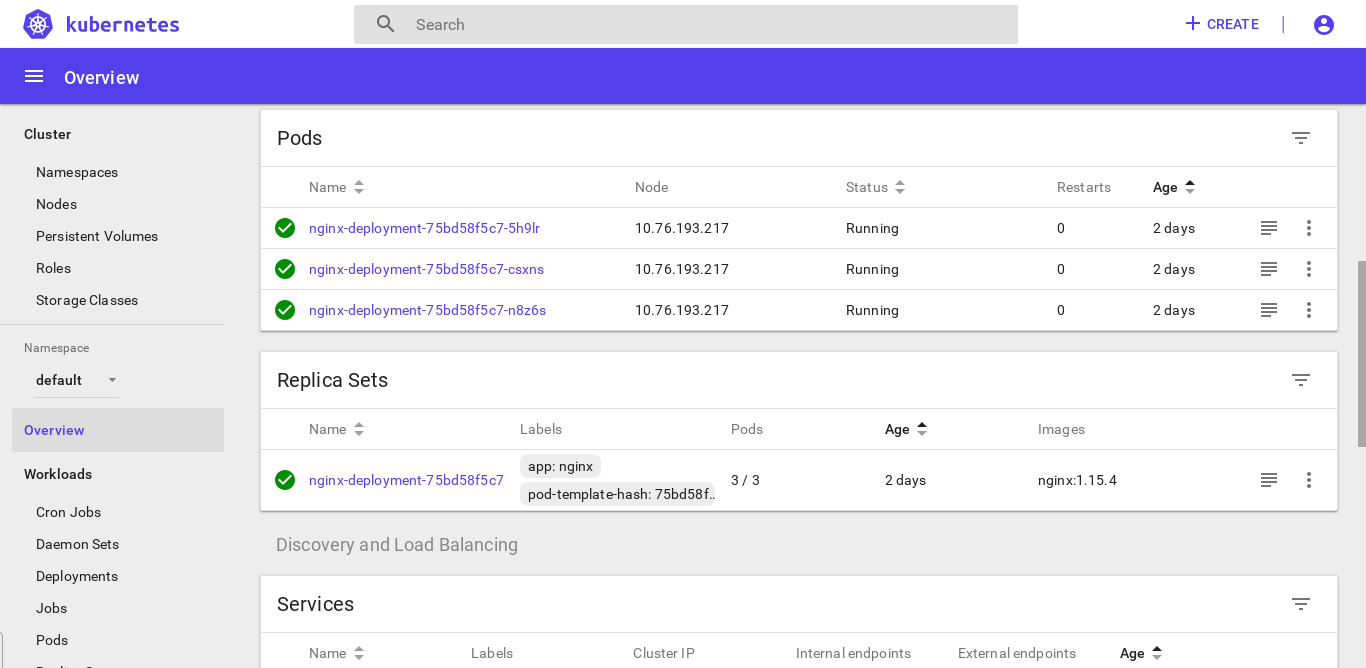 kubernetes
Search
CREATE
Overview
Cluster
Namespaces
Nodes
Persistent Volumes
Roles
Storage Classes
Namespace
default
Overview
Workloads
Cron Jobs
Daemon Sets
Deployments
Jobs
Pods
Pods
Name Node Status Restarts Age
nginx-deployment-75bd58f5c7-5h9lr 10.76.193.217 Running 0 2 days
nginx-deployment-75bd58f5c7-csxns 10.76.193.217 Running 0 2 days
nginx-deployment-75bd58f5c7-n8z6s 10.76.193.217 Running 0 2 days
Replica Sets
Name Labels Pods Age Images
nginx-deployment-75bd58f5c7 app: nginx 3 / 3 2 days nginx:1.15.4
pod-template-hash: 75bd58f..
Discovery and Load Balancing
Services
Name Labels Cluster IP Internal endpoints External endpoints Age